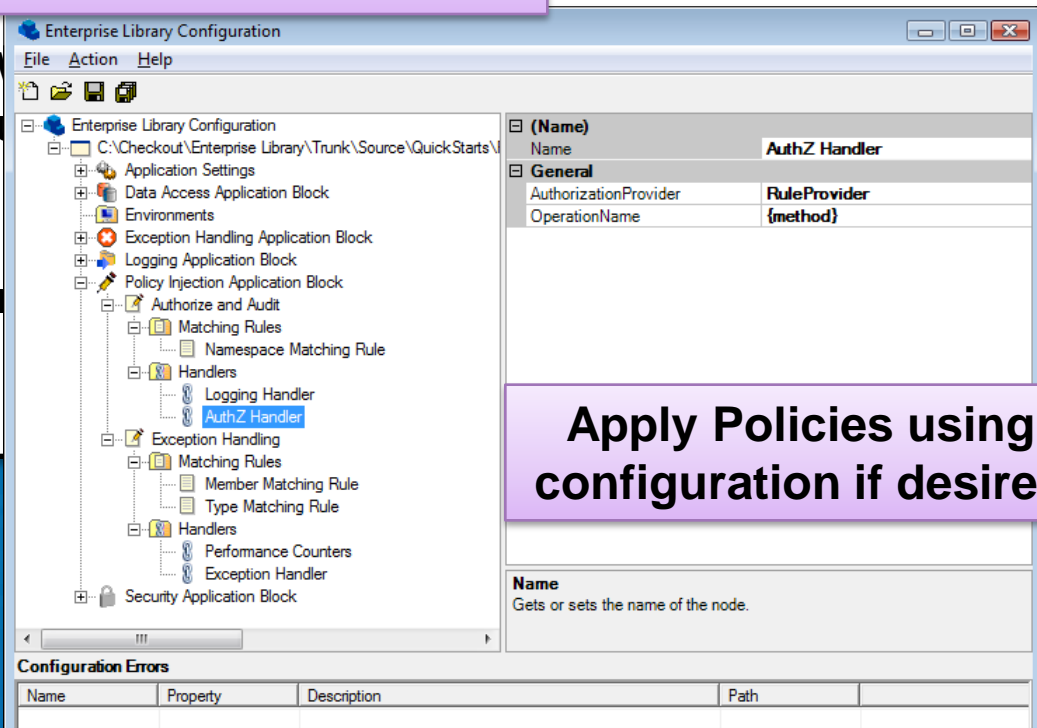 Enterprise Library Configuration
File Action Help
Enterprise Library Configuration
C:\Checkout\Enterprise Library\Trunk\Source\QuickStarts\
Application Settings
Data Access Application Block
Environments
Exception Handling Application Block
Logging Application Block
Policy Injection Application Block
Authorize and Audit
Matching Rules
Namespace Matching Rule
Handlers
Logging Handler
AuthZ Handler
Exception Handling
Matching Rules
Member Matching Rule
Type Matching Rule
Handlers
Performance Counters
Exception Handler
Security Application Block
(Name)
Name AuthZ Handler
General
AuthorizationProvider RuleProvider
OperationName {method}
Apply Policies using
configuration if desire
Name
Gets or sets the name of the node.
Configuration Errors
Name Property Description Path